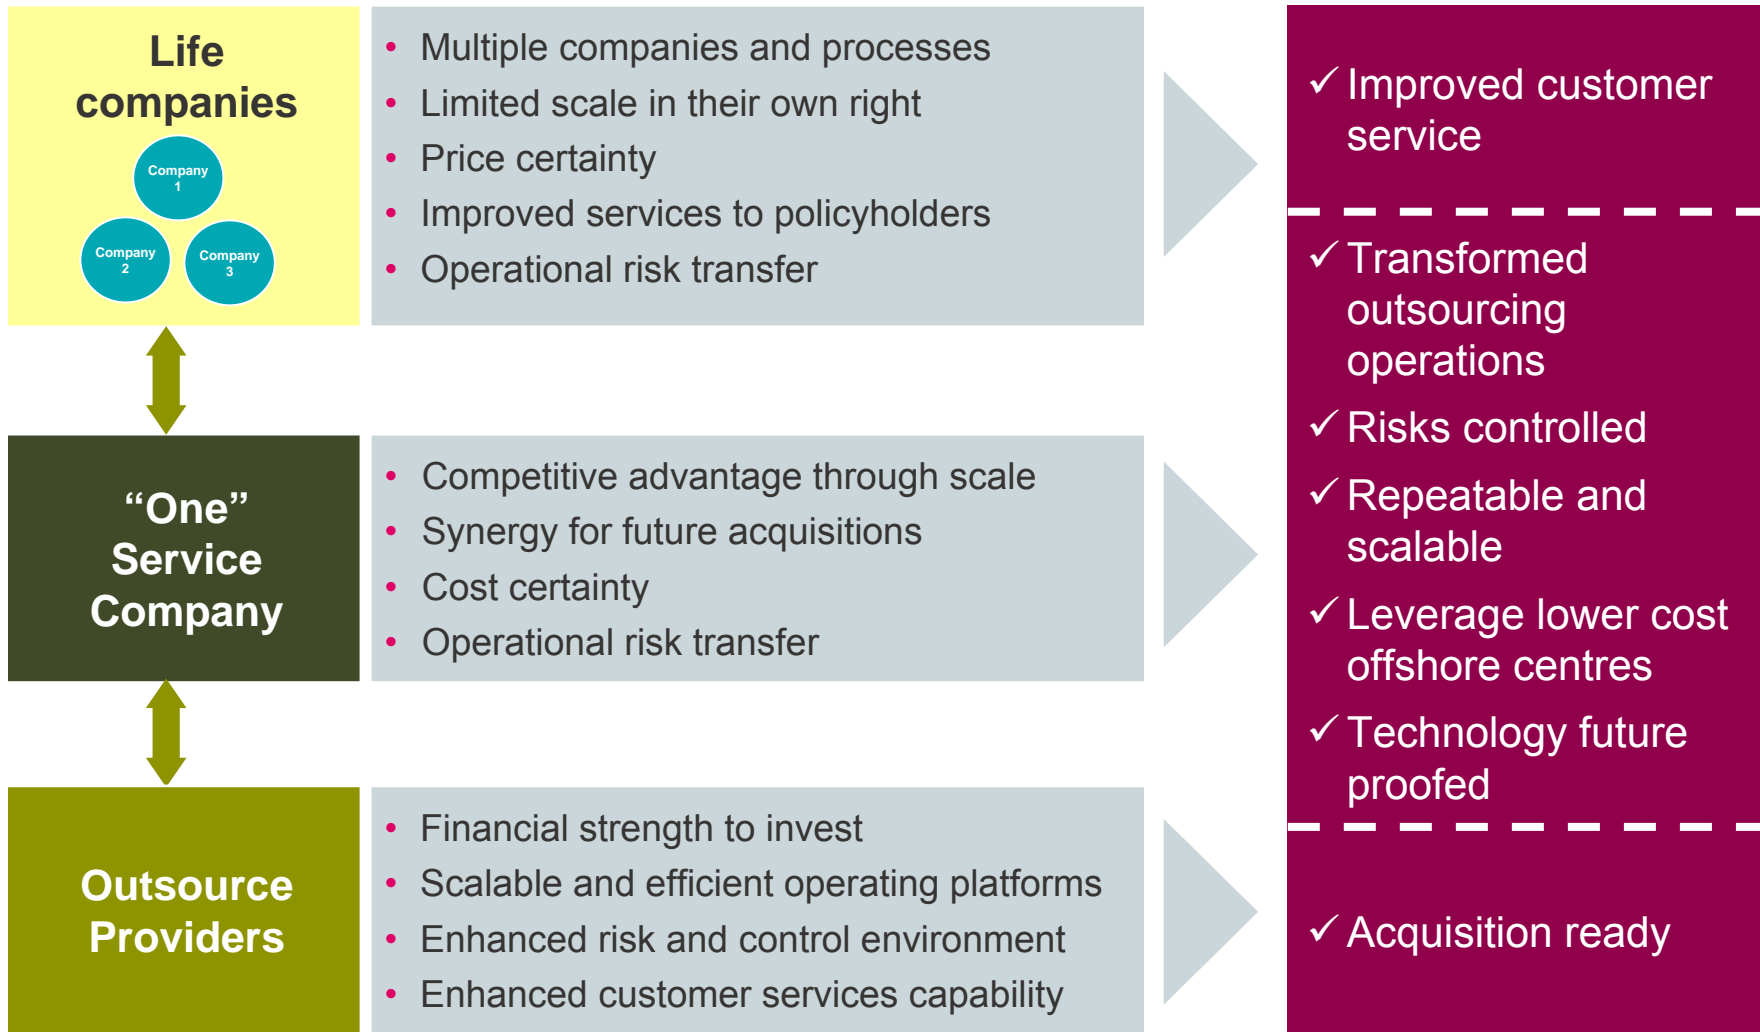 Life
companies
Company
1
Company
2
Company
3
• Multiple companies and processes
• Limited scale in their own right
• Price certainty
• Improved services to policyholders
• Operational risk transfer
“One”
Service
Company
• Competitive advantage through scale
• Synergy for future acquisitions
• Cost certainty
• Operational risk transfer
Outsource
Providers
• Financial strength to invest
• Scalable and efficient operating platforms
• Enhanced risk and control environment
• Enhanced customer services capability
✓ Improved customer
service
✓ Transformed
outsourcing
operations
✓ Risks controlled
✓ Repeatable and
scalable
✓ Leverage lower cost
offshore centres
✓ Technology future
proofed
✓ Acquisition ready